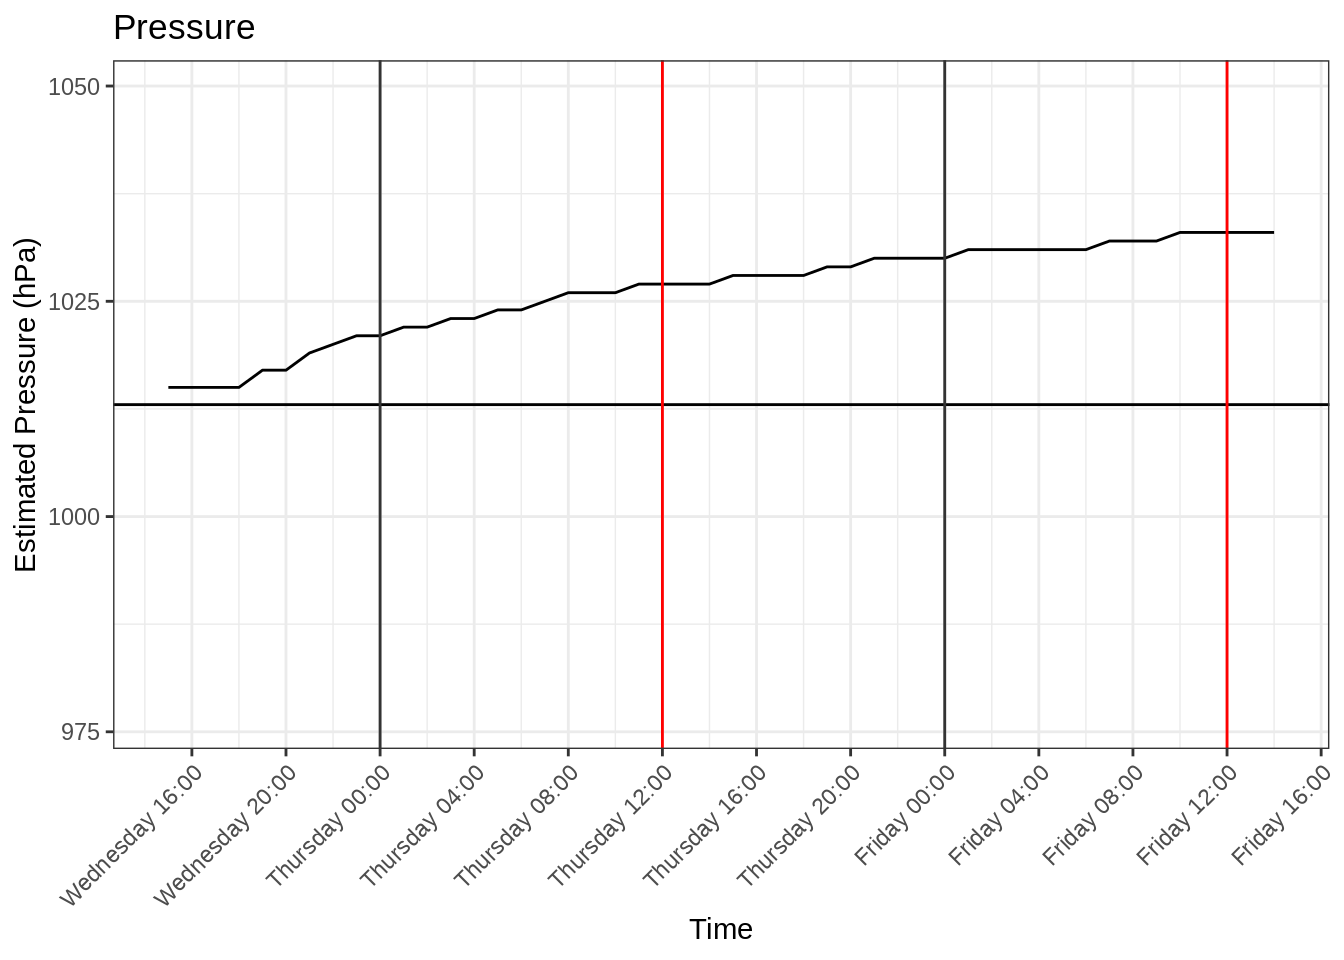 Pressure
Estimated Pressure (hPa)
1050
1025
1000
975
Wednesday 16:00
Wednesday 20:00
Thursday 00:00
Thursday 04:00
Thursday 08:00
Thursday 12:00
Thursday 16:00
Thursday 20:00
Friday 00:00
Friday 04:00
Friday 08:00
Friday 12:00
Friday 16:00
Time